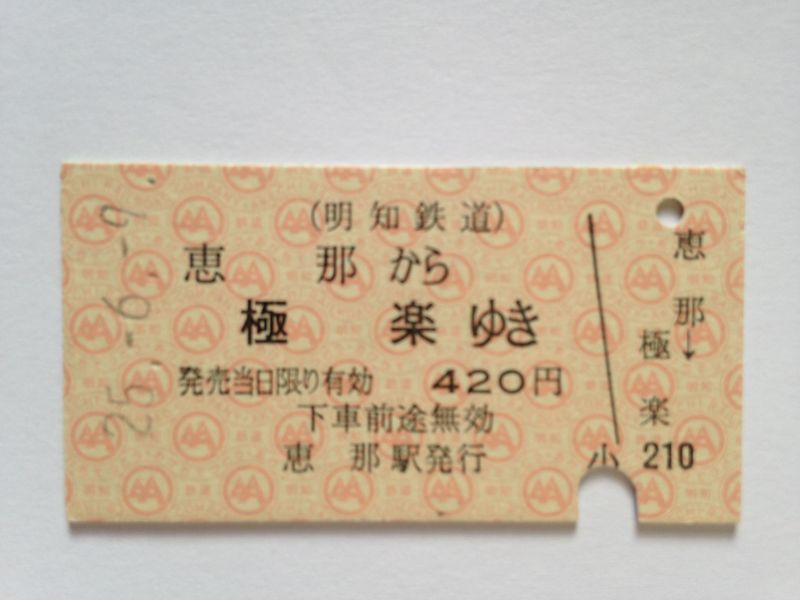 (明知鉄道)
恵那から
極楽ゆき
発売当日限り有効 420円
下車前途無効
恵那駅発行
25.-6.-9.
恵那→
極楽
小 210